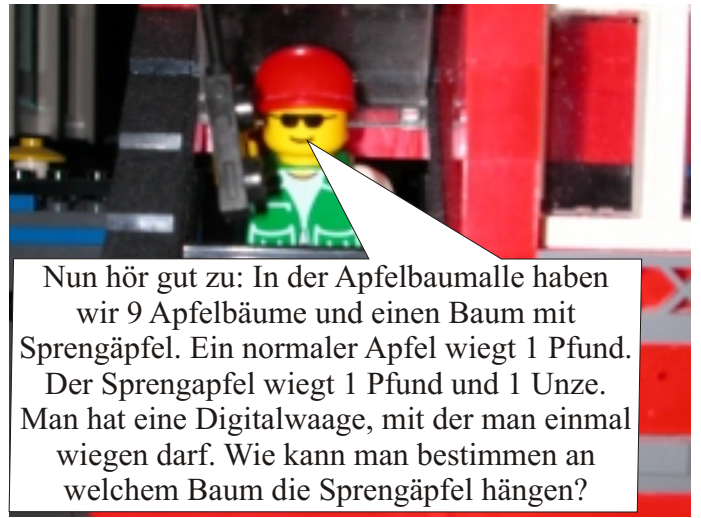 Nun hör gut zu: In der Apfelbaumalle haben
wir 9 Apfelbäume und einen Baum mit
Sprengäpfel. Ein normaler Apfel wiegt 1 Pfund.
Der Sprengapfel wiegt 1 Pfund und 1 Unze.
Man hat eine Digitalwaage, mit der man einmal
wiegen darf. Wie kann man bestimmen an
welchem Baum die Sprengäpfel hängen?